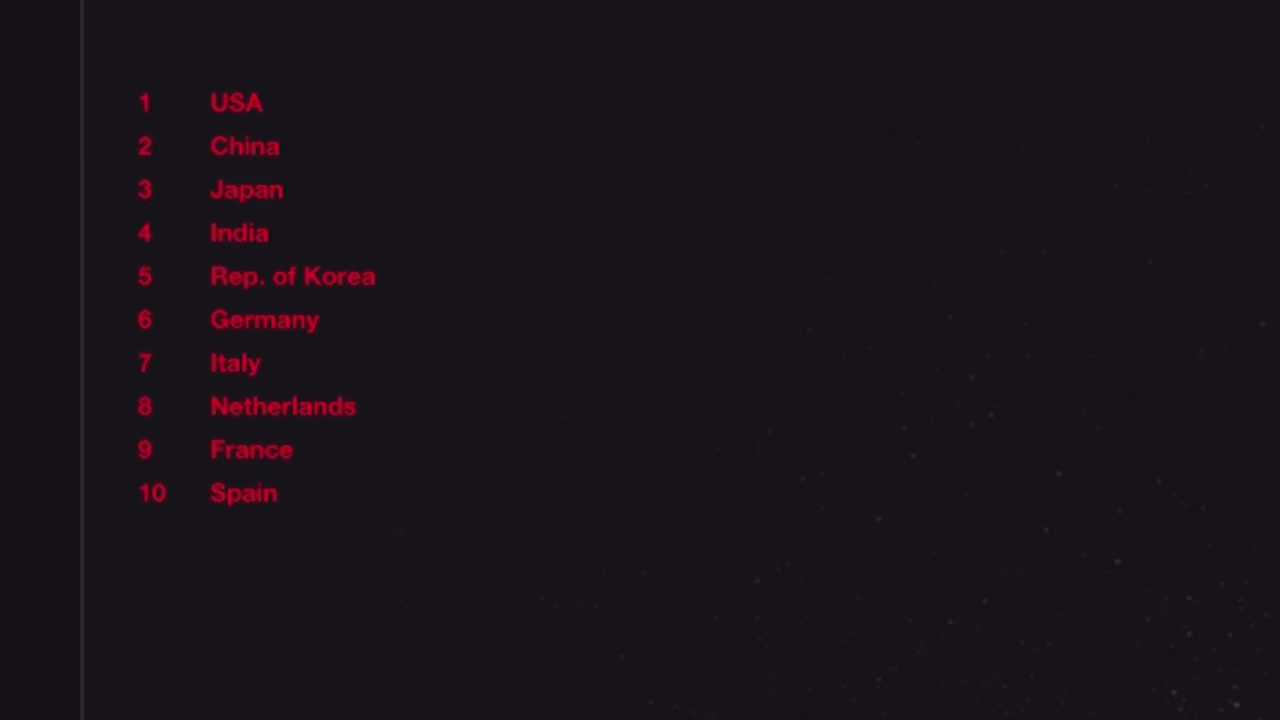 1 USA
2 China
3 Japan
4 India
5 Rep. of Korea
6 Germany
7 Italy
8 Netherlands
9 France
10 Spain